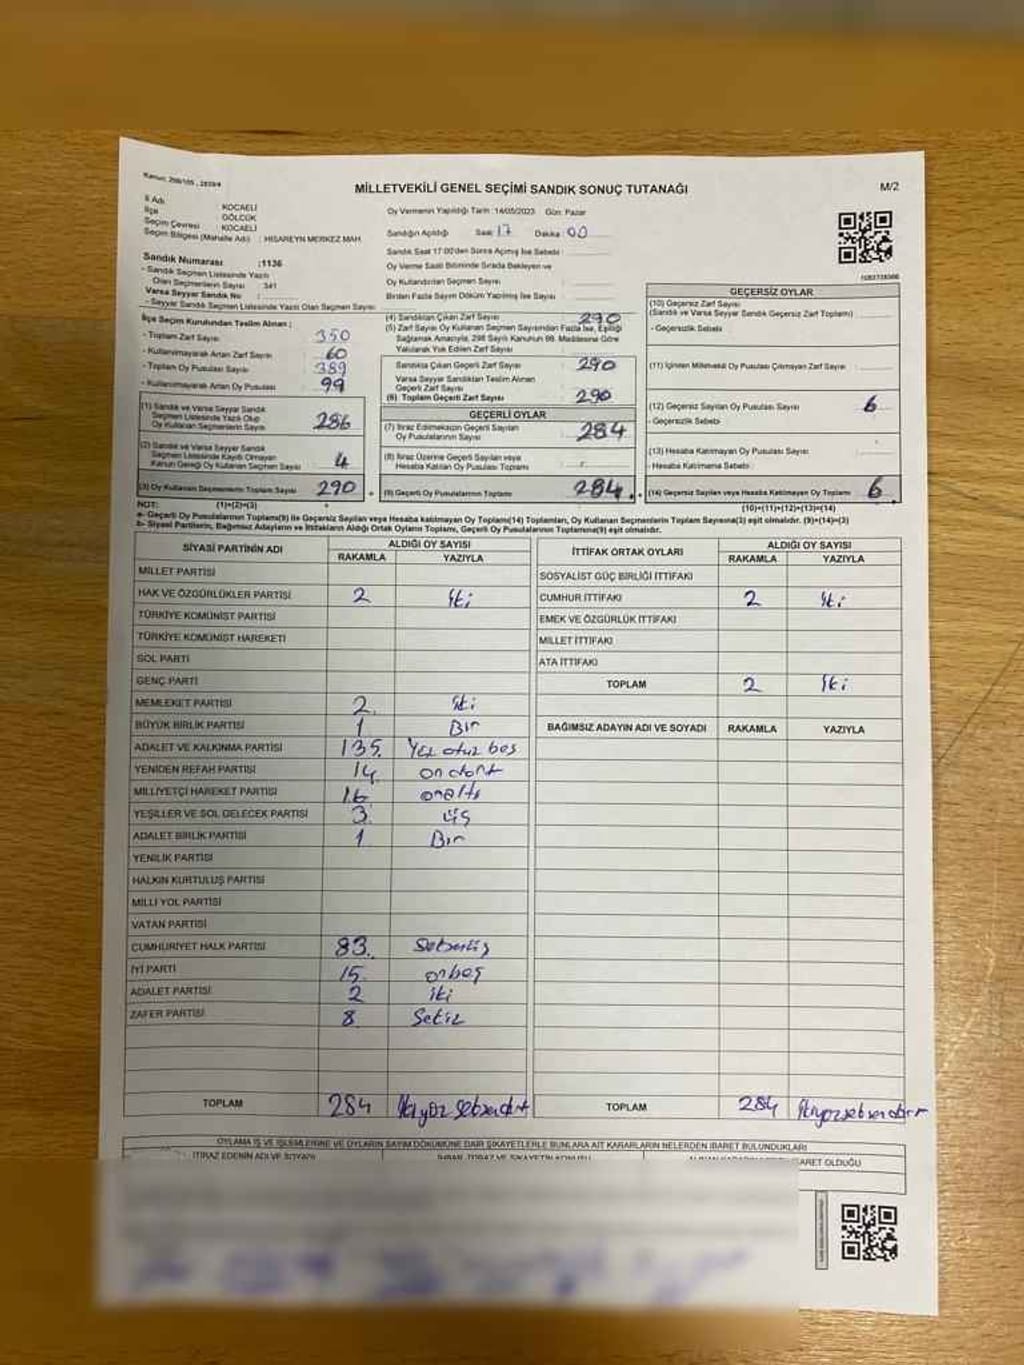 Kanun: 298/105, 2839/4
MİLLETVEKİLİ GENEL SEÇİMİ SANDIK SONUÇ TUTANAĞI
M/2
İl Adı : KOCAELİ
İlçe : GÖLCÜK
Seçim Çevresi : KOCAELİ
Seçim Bölgesi (Mahalle Adı) : HISAREYN MERKEZ MAH.
Oy Vermenin Yapıldığı Tarih :14/05/2023 Gün: Pazar
Sandığın Açıldığı Saat: 17 Dakika: 00
Sandık Saat 17:00'den Sonra Açılmış İse Sebebi :
Oy Verme Saati Bitiminde Sırada Bekleyen ve
Oy Kullandırılan Seçmen Sayısı :
Birden Fazla Sayım Döküm Yapılmış İse Sayısı :
Sandık Numarası :1136
- Sandık Seçmen Listesinde Yazılı
Olan Seçmenlerin Sayısı : 341
Varsa Seyyar Sandık No :
- Seyyar Sandık Seçmen Listesinde Yazılı Olan Seçmen Sayısı :
İlçe Seçim Kurulundan Teslim Alınan ;
- Toplam Zarf Sayısı : 350
- Kullanılmayarak Artan Zarf Sayısı : 60
- Toplam Oy Pusulası Sayısı : 389
- Kullanılmayarak Artan Oy Pusulası : 99
(1) Sandık ve Varsa Seyyar Sandık
Seçmen Listesinde Yazılı Olup
Oy Kullanan Seçmenlerin Sayısı : 286
(2) Sandık ve Varsa Seyyar Sandık
Seçmen Listesinde Kayıtlı Olmayan
Kanun Gereği Oy Kullanan Seçmen Sayısı : 4
(3) Oy Kullanan Seçmenlerin Toplam Sayısı : 290
(4) Sandıktan Çıkan Zarf Sayısı : 290
(5) Zarf Sayısı Oy Kullanan Seçmen Sayısından Fazla İse, Eşitliği
Sağlamak Amacıyla, 298 Sayılı Kanunun 98. Maddesine Göre
Yakılarak Yok Edilen Zarf Sayısı :
Sandıkta Çıkan Geçerli Zarf Sayısı : 290
Varsa Seyyar Sandıktan Teslim Alınan
Geçerli Zarf Sayısı :
(6) Toplam Geçerli Zarf Sayısı : 290
GEÇERLİ OYLAR
(7) İtiraz Edilmeksizin Geçerli Sayılan
Oy Pusulalarının Sayısı : 284
(8) İtiraz Üzerine Geçerli Sayılan veya
Hesaba Katılan Oy Pusulası Toplamı :
(9) Geçerli Oy Pusulalarının Toplamı : 284
GEÇERSİZ OYLAR
(10) Geçersiz Zarf Sayısı
(Sandık ve Varsa Seyyar Sandık Geçersiz Zarf Toplamı) :
- Geçersizlik Sebebi :
(11) İçinden Milletvekili Oy Pusulası Çıkmayan Zarf Sayısı :
(12) Geçersiz Sayılan Oy Pusulası Sayısı : 6
- Geçersizlik Sebebi :
(13) Hesaba Katılmayan Oy Pusulası Sayısı :
- Hesaba Katılmama Sebebi :
(14) Geçersiz Sayılan veya Hesaba Katılmayan Oy Toplamı : 6
NOT: (1)+(2)=(3) (10)+(11)+(12)+(13)=(14)
a- Geçerli Oy Pusulalarının Toplamı(9) ile Geçersiz Sayılan veya Hesaba katılmayan Oy Toplamı(14) Toplamları, Oy Kullanan Seçmenlerin Toplam Sayısına(3) eşit olmalıdır. (9)+(14)=(3)
b- Siyasi Partilerin, Bağımsız Adayların ve İttifakların Aldığı Ortak Oyların Toplamı, Geçerli Oy Pusulalarının Toplamına(9) eşit olmalıdır.
SİYASİ PARTİNİN ADI ALDIĞI OY SAYISI
RAKAMLA YAZIYLA
MİLLET PARTİSİ
HAK VE ÖZGÜRLÜKLER PARTİSİ 2 iki
TÜRKİYE KOMÜNİST PARTİSİ
TÜRKİYE KOMÜNİST HAREKETİ
SOL PARTİ
GENÇ PARTİ
MEMLEKET PARTİSİ 2 iki
BÜYÜK BİRLİK PARTİSİ 1 Bir
ADALET VE KALKINMA PARTİSİ 135 Yüz otuz beş
YENİDEN REFAH PARTİSİ 14 on dört
MİLLİYETÇİ HAREKET PARTİSİ 16 onaltı
YEŞİLLER VE SOL GELECEK PARTİSİ 3 üç
ADALET BİRLİK PARTİSİ 1 Bir
YENİLİK PARTİSİ
HALKIN KURTULUŞ PARTİSİ
MİLLİ YOL PARTİSİ
VATAN PARTİSİ
CUMHURİYET HALK PARTİSİ 83
İYİ PARTİ 15 onbeş
ADALET PARTİSİ 2 iki
ZAFER PARTİSİ 8 Sekiz
TOPLAM 284 ikiyüz seksendört
İTTİFAK ORTAK OYLARI ALDIĞI OY SAYISI
RAKAMLA YAZIYLA
SOSYALİST GÜÇ BİRLİĞİ İTTİFAKI
CUMHUR İTTİFAKI 2 iki
EMEK VE ÖZGÜRLÜK İTTİFAKI
MİLLET İTTİFAKI
ATA İTTİFAKI
TOPLAM 2 iki
BAĞIMSIZ ADAYIN ADI VE SOYADI RAKAMLA YAZIYLA
TOPLAM 284 ikiyüzseksendört
OYLAMA İŞ VE İŞLEMLERİNE VE OYLARIN SAYIM DÖKÜMÜNE DAİR ŞİKAYETLERLE BUNLARA AİT KARARLARIN NELERDEN İBARET BULUNDUKLARI
İTİRAZ EDENİN ADI VE SOYADI